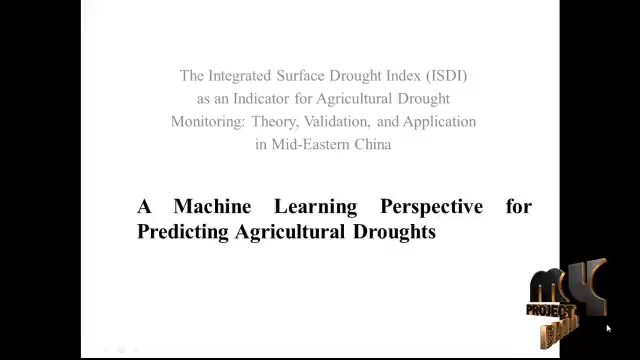 The Integrated Surface Drought Index (ISDI)
as an Indicator for Agricultural Drought
Monitoring: Theory, Validation, and Application
in Mid-Eastern China
A Machine Learning Perspective for
Predicting Agricultural Droughts
PROJECT